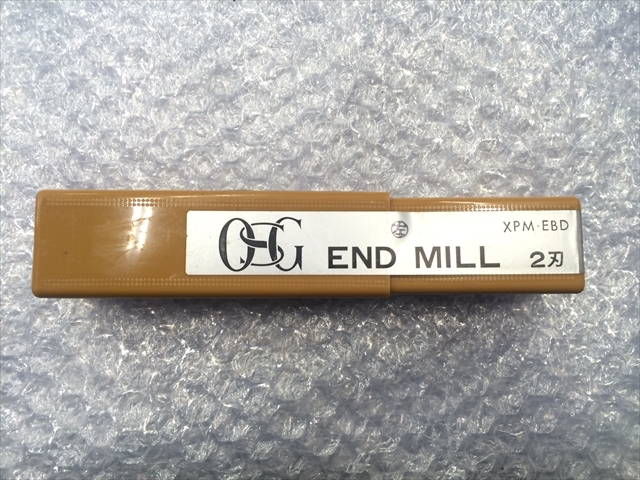 OSG END MILL
XPM-EBD
2刃